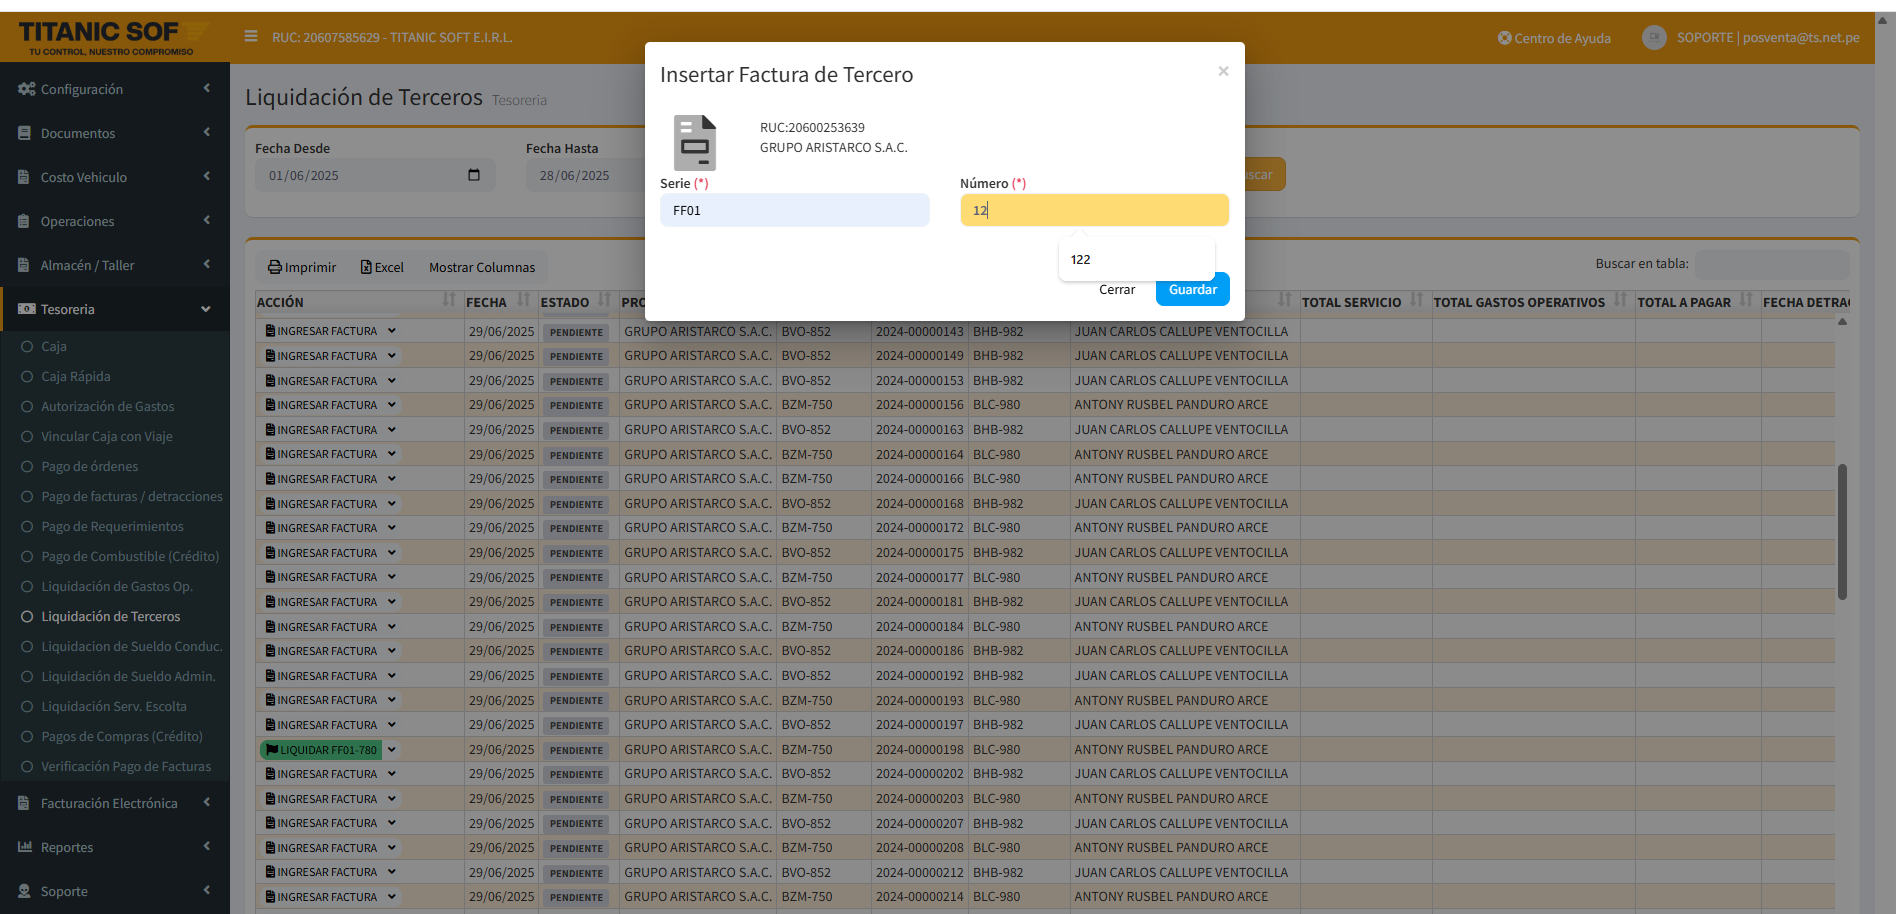 TITANIC SOF
TU CONTROL, NUESTRO COMPROMISO
RUC: 20607585629 - TITANIC SOFT E.I.R.L.
Centro de Ayuda
SOPORTE | posventa@ts.net.pe
Configuración
Documentos
Costo Vehiculo
Operaciones
Almacén / Taller
Tesoreria
Caja
Caja Rápida
Autorización de Gastos
Vincular Caja con Viaje
Pago de órdenes
Pago de facturas / detracciones
Pago de Requerimientos
Pago de Combustible (Crédito)
Liquidación de Gastos Op.
Liquidación de Terceros
Liquidacion de Sueldo Conduc.
Liquidación de Sueldo Admin.
Liquidación Serv. Escolta
Pagos de Compras (Crédito)
Verificación Pago de Facturas
Facturación Electrónica
Reportes
Soporte
Liquidación de Terceros Tesoreria
Fecha Desde
Fecha Hasta
01/06/2025
28/06/2025
Insertar Factura de Tercero
×
RUC:20600253639
GRUPO ARISTARCO S.A.C.
Serie (*)
Número (*)
FF01
12
122
Cerrar
Guardar
Imprimir
Excel
Mostrar Columnas
Buscar en tabla:
ACCIÓN FECHA ESTADO TOTAL SERVICIO TOTAL GASTOS OPERATIVOS TOTAL A PAGAR
INGRESAR FACTURA 29/06/2025 PENDIENTE GRUPO ARISTARCO S.A.C. BVO-852 2024-00000143 BHB-982 JUAN CARLOS CALLUPE VENTOCILLA
INGRESAR FACTURA 29/06/2025 PENDIENTE GRUPO ARISTARCO S.A.C. BVO-852 2024-00000149 BHB-982 JUAN CARLOS CALLUPE VENTOCILLA
INGRESAR FACTURA 29/06/2025 PENDIENTE GRUPO ARISTARCO S.A.C. BVO-852 2024-00000153 BHB-982 JUAN CARLOS CALLUPE VENTOCILLA
INGRESAR FACTURA 29/06/2025 PENDIENTE GRUPO ARISTARCO S.A.C. BZM-750 2024-00000156 BLC-980 ANTONY RUSBEL PANDURO ARCE
INGRESAR FACTURA 29/06/2025 PENDIENTE GRUPO ARISTARCO S.A.C. BVO-852 2024-00000163 BHB-982 JUAN CARLOS CALLUPE VENTOCILLA
INGRESAR FACTURA 29/06/2025 PENDIENTE GRUPO ARISTARCO S.A.C. BZM-750 2024-00000164 BLC-980 ANTONY RUSBEL PANDURO ARCE
INGRESAR FACTURA 29/06/2025 PENDIENTE GRUPO ARISTARCO S.A.C. BZM-750 2024-00000166 BLC-980 ANTONY RUSBEL PANDURO ARCE
INGRESAR FACTURA 29/06/2025 PENDIENTE GRUPO ARISTARCO S.A.C. BVO-852 2024-00000168 BHB-982 JUAN CARLOS CALLUPE VENTOCILLA
INGRESAR FACTURA 29/06/2025 PENDIENTE GRUPO ARISTARCO S.A.C. BZM-750 2024-00000172 BLC-980 ANTONY RUSBEL PANDURO ARCE
INGRESAR FACTURA 29/06/2025 PENDIENTE GRUPO ARISTARCO S.A.C. BVO-852 2024-00000175 BHB-982 JUAN CARLOS CALLUPE VENTOCILLA
INGRESAR FACTURA 29/06/2025 PENDIENTE GRUPO ARISTARCO S.A.C. BZM-750 2024-00000177 BLC-980 ANTONY RUSBEL PANDURO ARCE
INGRESAR FACTURA 29/06/2025 PENDIENTE GRUPO ARISTARCO S.A.C. BVO-852 2024-00000181 BHB-982 JUAN CARLOS CALLUPE VENTOCILLA
INGRESAR FACTURA 29/06/2025 PENDIENTE GRUPO ARISTARCO S.A.C. BZM-750 2024-00000184 BLC-980 ANTONY RUSBEL PANDURO ARCE
INGRESAR FACTURA 29/06/2025 PENDIENTE GRUPO ARISTARCO S.A.C. BVO-852 2024-00000186 BHB-982 JUAN CARLOS CALLUPE VENTOCILLA
INGRESAR FACTURA 29/06/2025 PENDIENTE GRUPO ARISTARCO S.A.C. BVO-852 2024-00000192 BHB-982 JUAN CARLOS CALLUPE VENTOCILLA
INGRESAR FACTURA 29/06/2025 PENDIENTE GRUPO ARISTARCO S.A.C. BZM-750 2024-00000193 BLC-980 ANTONY RUSBEL PANDURO ARCE
INGRESAR FACTURA 29/06/2025 PENDIENTE GRUPO ARISTARCO S.A.C. BVO-852 2024-00000197 BHB-982 JUAN CARLOS CALLUPE VENTOCILLA
LIQUIDAR FF01-780 29/06/2025 PENDIENTE GRUPO ARISTARCO S.A.C. BZM-750 2024-00000198 BLC-980 ANTONY RUSBEL PANDURO ARCE
INGRESAR FACTURA 29/06/2025 PENDIENTE GRUPO ARISTARCO S.A.C. BVO-852 2024-00000202 BHB-982 JUAN CARLOS CALLUPE VENTOCILLA
INGRESAR FACTURA 29/06/2025 PENDIENTE GRUPO ARISTARCO S.A.C. BZM-750 2024-00000203 BLC-980 ANTONY RUSBEL PANDURO ARCE
INGRESAR FACTURA 29/06/2025 PENDIENTE GRUPO ARISTARCO S.A.C. BVO-852 2024-00000207 BHB-982 JUAN CARLOS CALLUPE VENTOCILLA
INGRESAR FACTURA 29/06/2025 PENDIENTE GRUPO ARISTARCO S.A.C. BZM-750 2024-00000208 BLC-980 ANTONY RUSBEL PANDURO ARCE
INGRESAR FACTURA 29/06/2025 PENDIENTE GRUPO ARISTARCO S.A.C. BVO-852 2024-00000212 BHB-982 JUAN CARLOS CALLUPE VENTOCILLA
INGRESAR FACTURA 29/06/2025 PENDIENTE GRUPO ARISTARCO S.A.C. BZM-750 2024-00000214 BLC-980 ANTONY RUSBEL PANDURO ARCE